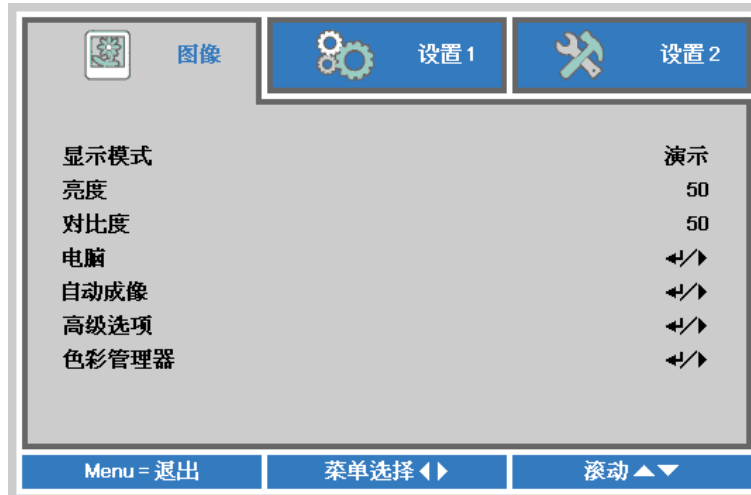 图像 设置 1 设置 2
显示模式 演示
亮度 50
对比度 50
电脑 ↵/▶
自动成像 ↵/▶
高级选项 ↵/▶
色彩管理器 ↵/▶
Menu = 退出 菜单选择 ◀▶ 滚动 ▲▼